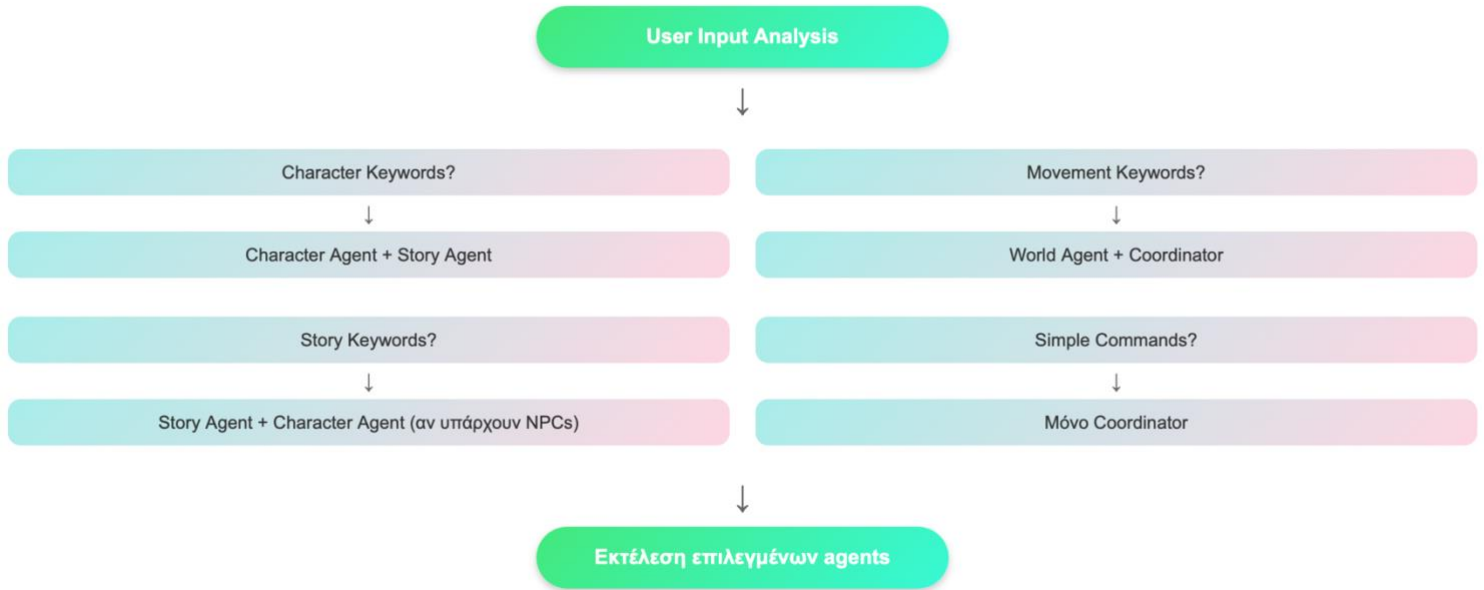 User Input Analysis
↓
Character Keywords?
↓
Character Agent + Story Agent
Movement Keywords?
↓
World Agent + Coordinator
Story Keywords?
↓
Story Agent + Character Agent (αν υπάρχουν NPCs)
Simple Commands?
↓
Μόνο Coordinator
↓
Εκτέλεση επιλεγμένων agents